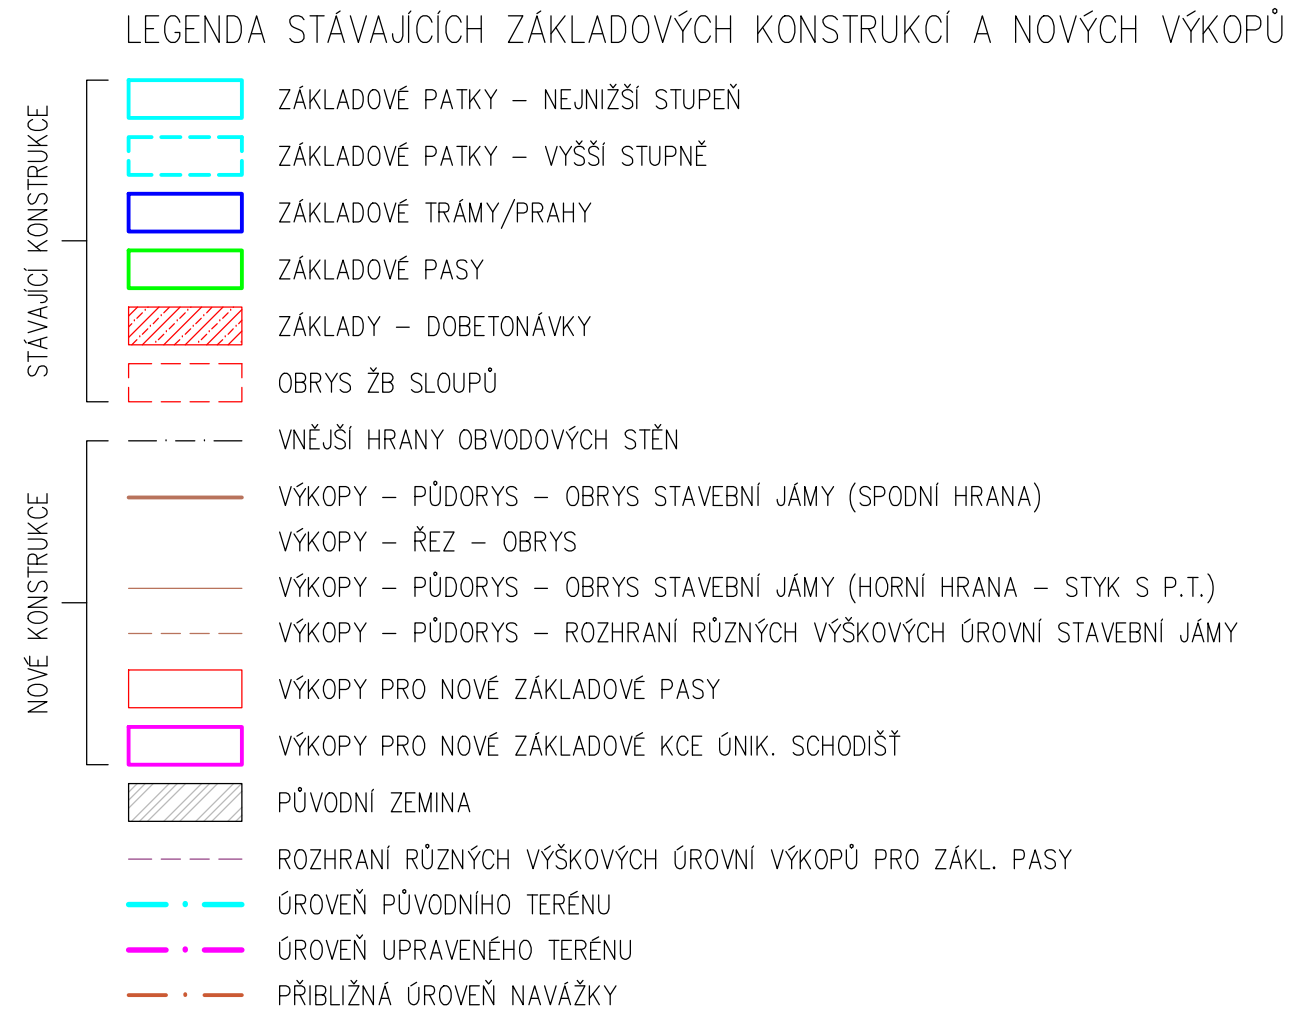 LEGENDA STÁVAJÍCÍCH ZÁKLADOVÝCH KONSTRUKCÍ A NOVÝCH VÝKOPŮ
STÁVAJÍCÍ KONSTRUKCE
ZÁKLADOVÉ PATKY – NEJNIŽŠÍ STUPEŇ
ZÁKLADOVÉ PATKY – VYŠŠÍ STUPNĚ
ZÁKLADOVÉ TRÁMY/PRAHY
ZÁKLADOVÉ PASY
ZÁKLADY – DOBETONÁVKY
OBRYS ŽB SLOUPŮ
NOVÉ KONSTRUKCE
VNĚJŠÍ HRANY OBVODOVÝCH STĚN
VÝKOPY – PŮDORYS – OBRYS STAVEBNÍ JÁMY (SPODNÍ HRANA)
VÝKOPY – ŘEZ – OBRYS
VÝKOPY – PŮDORYS – OBRYS STAVEBNÍ JÁMY (HORNÍ HRANA – STYK S P.T.)
VÝKOPY – PŮDORYS – ROZHRANÍ RŮZNÝCH VÝŠKOVÝCH ÚROVNÍ STAVEBNÍ JÁMY
VÝKOPY PRO NOVÉ ZÁKLADOVÉ PASY
VÝKOPY PRO NOVÉ ZÁKLADOVÉ KCE ÚNIK. SCHODIŠŤ
PŮVODNÍ ZEMINA
ROZHRANÍ RŮZNÝCH VÝŠKOVÝCH ÚROVNÍ VÝKOPŮ PRO ZÁKL. PASY
ÚROVEŇ PŮVODNÍHO TERÉNU
ÚROVEŇ UPRAVENÉHO TERÉNU
PŘIBLIŽNÁ ÚROVEŇ NAVÁŽKY